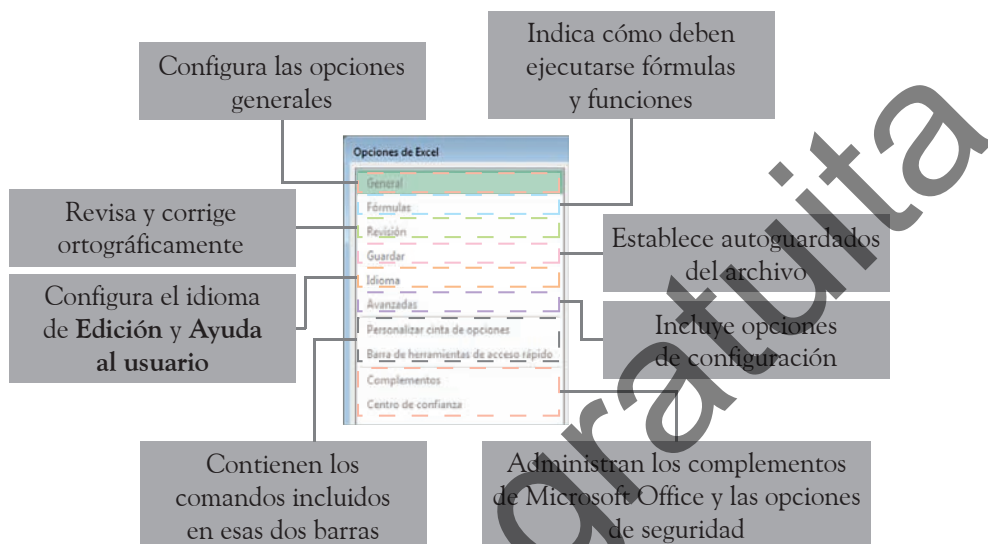 Configura las opciones
generales
Indica cómo deben
ejecutarse fórmulas
y funciones
Opciones de Excel
General
Fórmulas
Revisión
Guardar
Idioma
Avanzadas
Personalizar cinta de opciones
Barra de herramientas de acceso rápido
Complementos
Centro de confianza
Revisa y corrige
ortográficamente
Configura el idioma
de Edición y Ayuda
al usuario
Establece autoguardados
del archivo
Incluye opciones
de configuración
Contienen los
comandos incluidos
en esas dos barras
Administran los complementos
de Microsoft Office y las opciones
de seguridad
gratuita